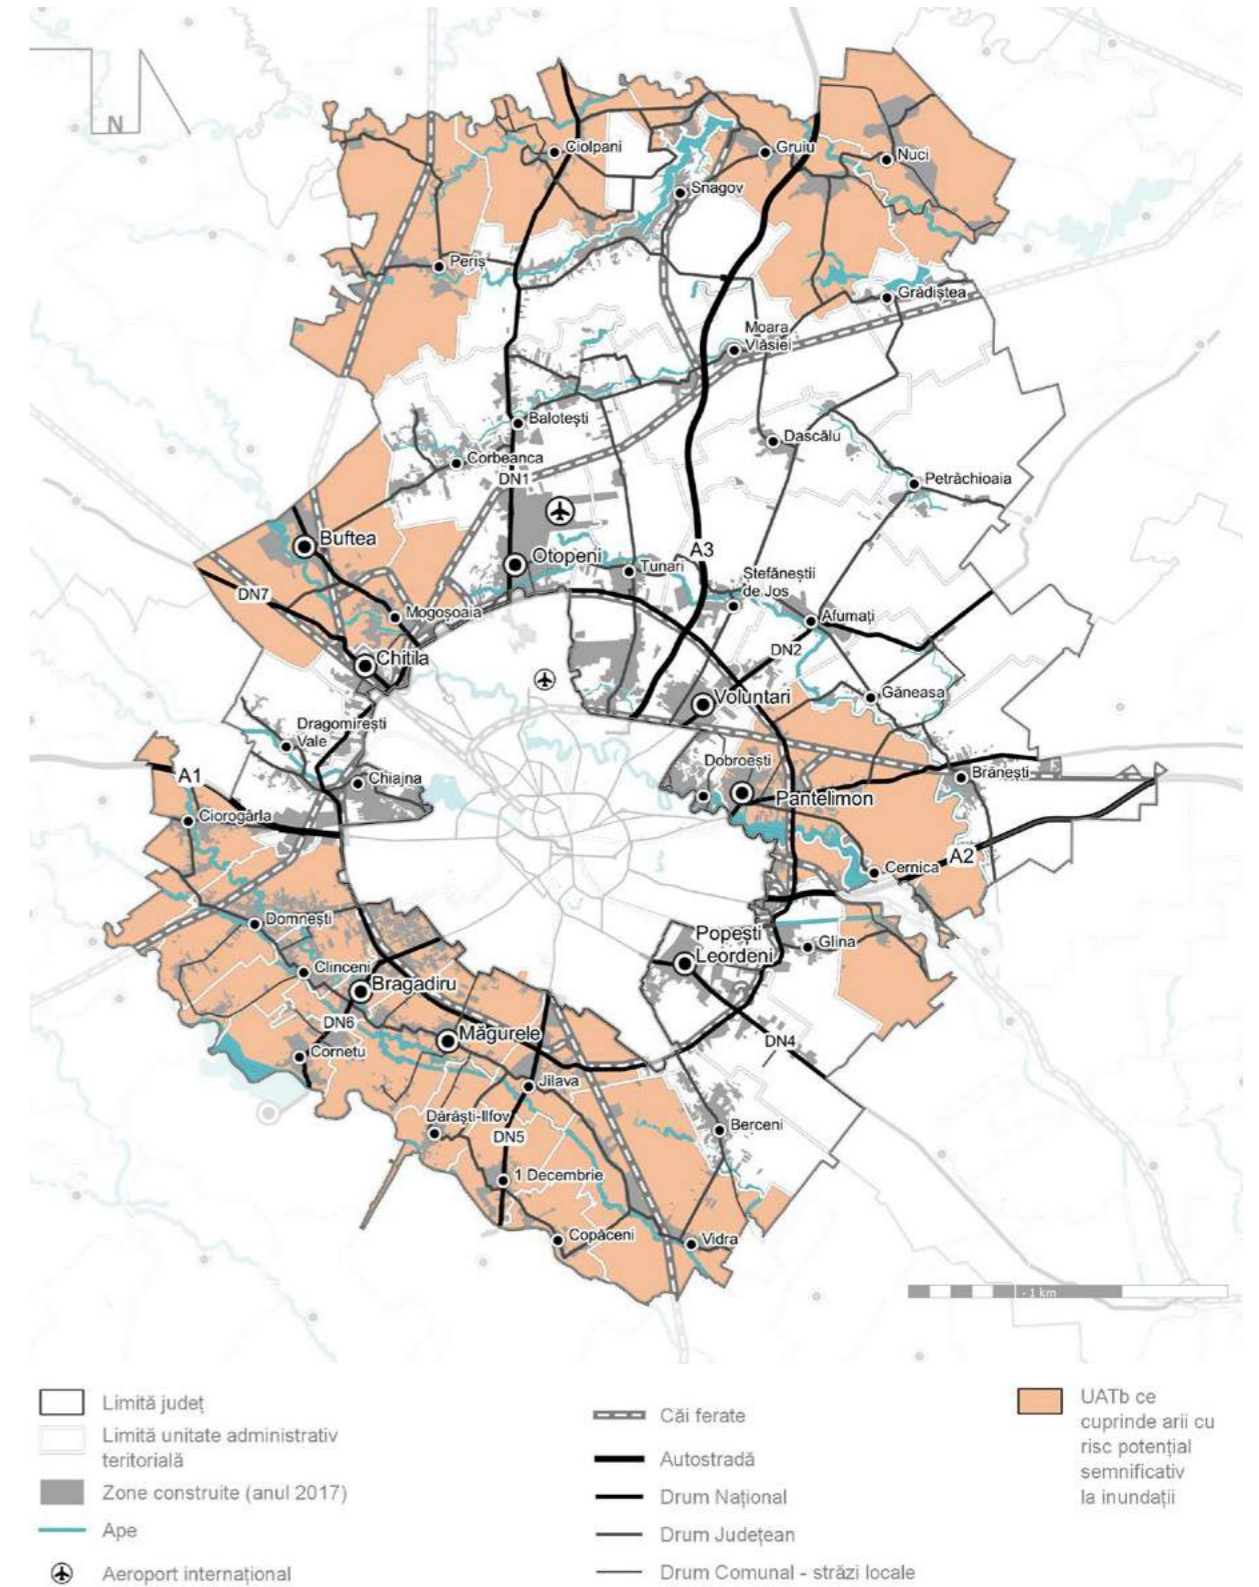 N
Ciolpani
Gruiu
Nuci
Snagov
Periș
Grădiștea
Moara
Vlăsiei
Balotești
Dascălu
Corbeanca
DN1
Petrăchioaia
Buftea
Otopeni
A3
Tunari
Ștefăneștii
de Jos
DN7
Mogoșoaia
Afumați
DN2
Chitila
Găneasa
Voluntari
Dragomirești
Vale
Dobroești
A1
Chiajna
Brănești
Pantelimon
Ciorogârla
A2
Cernica
Domnești
Popești
Leordeni
Glina
Clinceni
Bragadiru
DN6
Măgurele
DN4
Cornetu
Jilava
Dărăști-Ilfov
DN5
Berceni
1 Decembrie
Copăceni
Vidra
1 km
Limită județ
Limită unitate administrativ
teritorială
Zone construite (anul 2017)
Ape
Aeroport internațional
Căi ferate
Autostradă
Drum Național
Drum Județean
Drum Comunal - străzi locale
UATb ce
cuprinde arii cu
risc potențial
semnificativ
la inundații